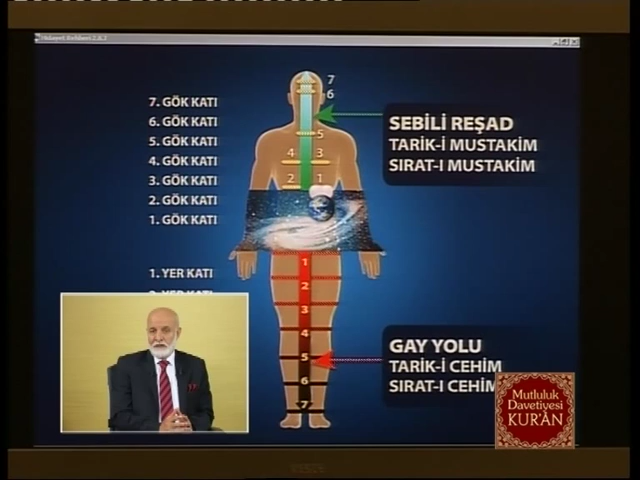 7. GÖK KATI
6. GÖK KATI
5. GÖK KATI
4. GÖK KATI
3. GÖK KATI
2. GÖK KATI
1. GÖK KATI
1. YER KATI
7
6
5
4 3
2 1
SEBİLİ REŞAD
TARİK-İ MUSTAKİM
SIRAT-I MUSTAKİM
1
2
3
4
5
6
7
GAY YOLU
TARİK-İ CEHİM
SIRAT-I CEHİM
Mutluluk
Davetiyesi
KUR'ÂN